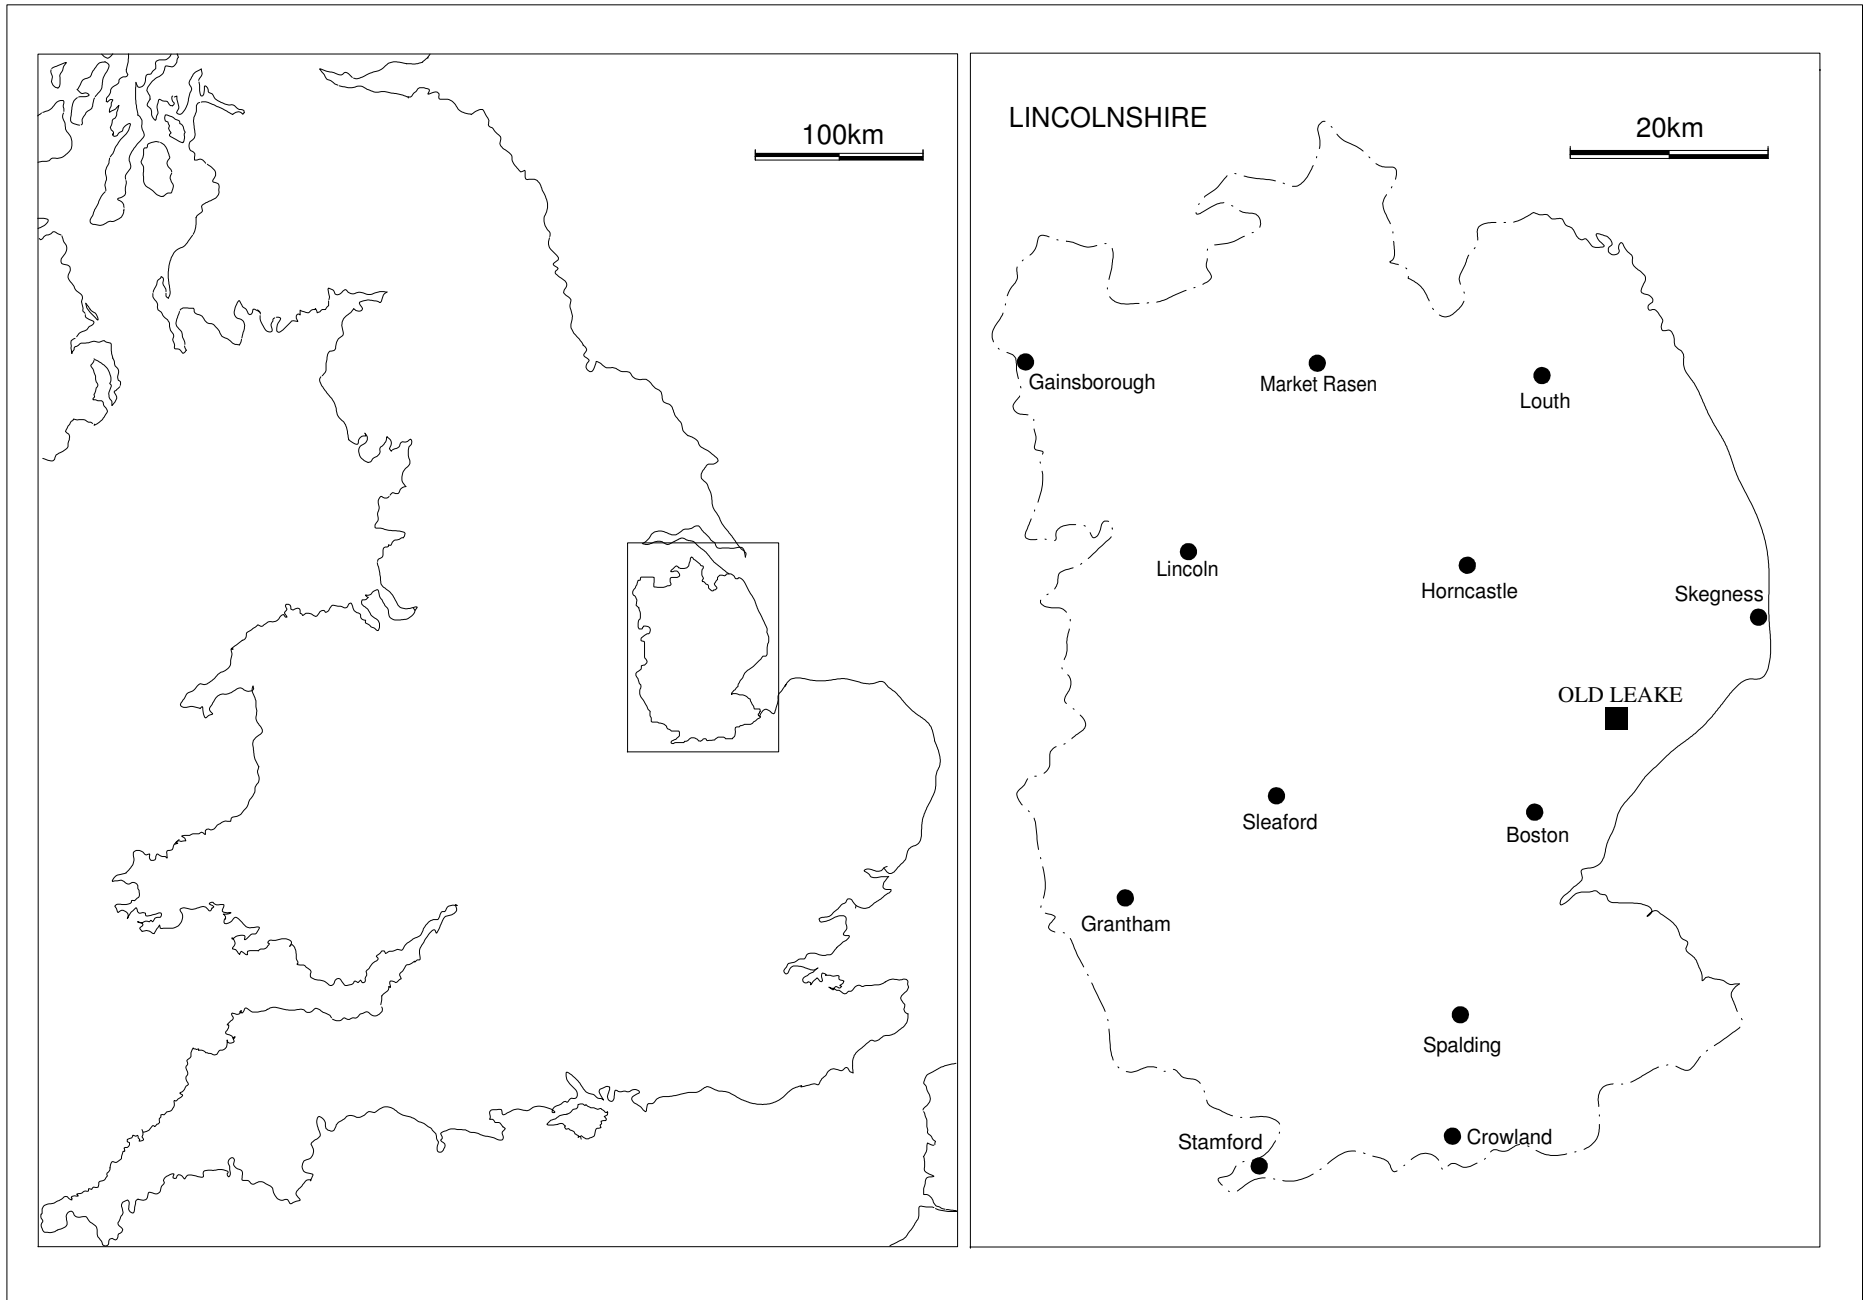 100km
LINCOLNSHIRE
20km
Gainsborough
Market Rasen
Louth
Lincoln
Horncastle
Skegness
OLD LEAKE
Sleaford
Boston
Grantham
Spalding
Stamford
Crowland